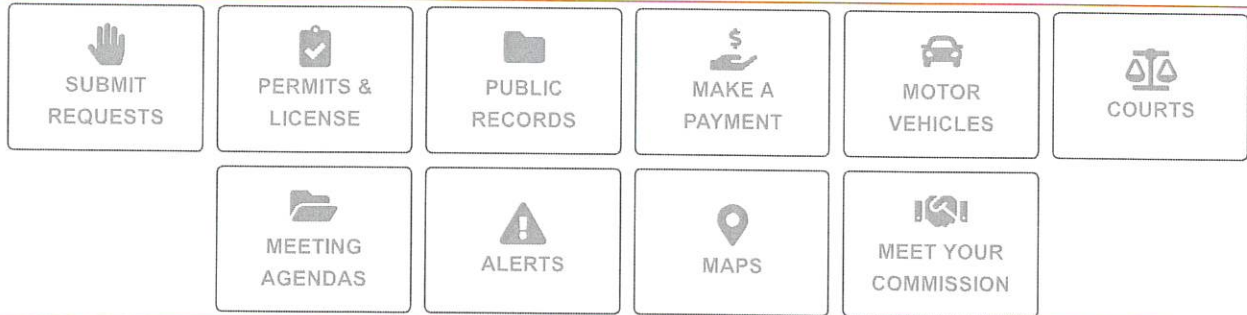 SUBMIT
REQUESTS
PERMITS &
LICENSE
PUBLIC
RECORDS
MAKE A
PAYMENT
MOTOR
VEHICLES
COURTS
MEETING
AGENDAS
ALERTS
MAPS
MEET YOUR
COMMISSION